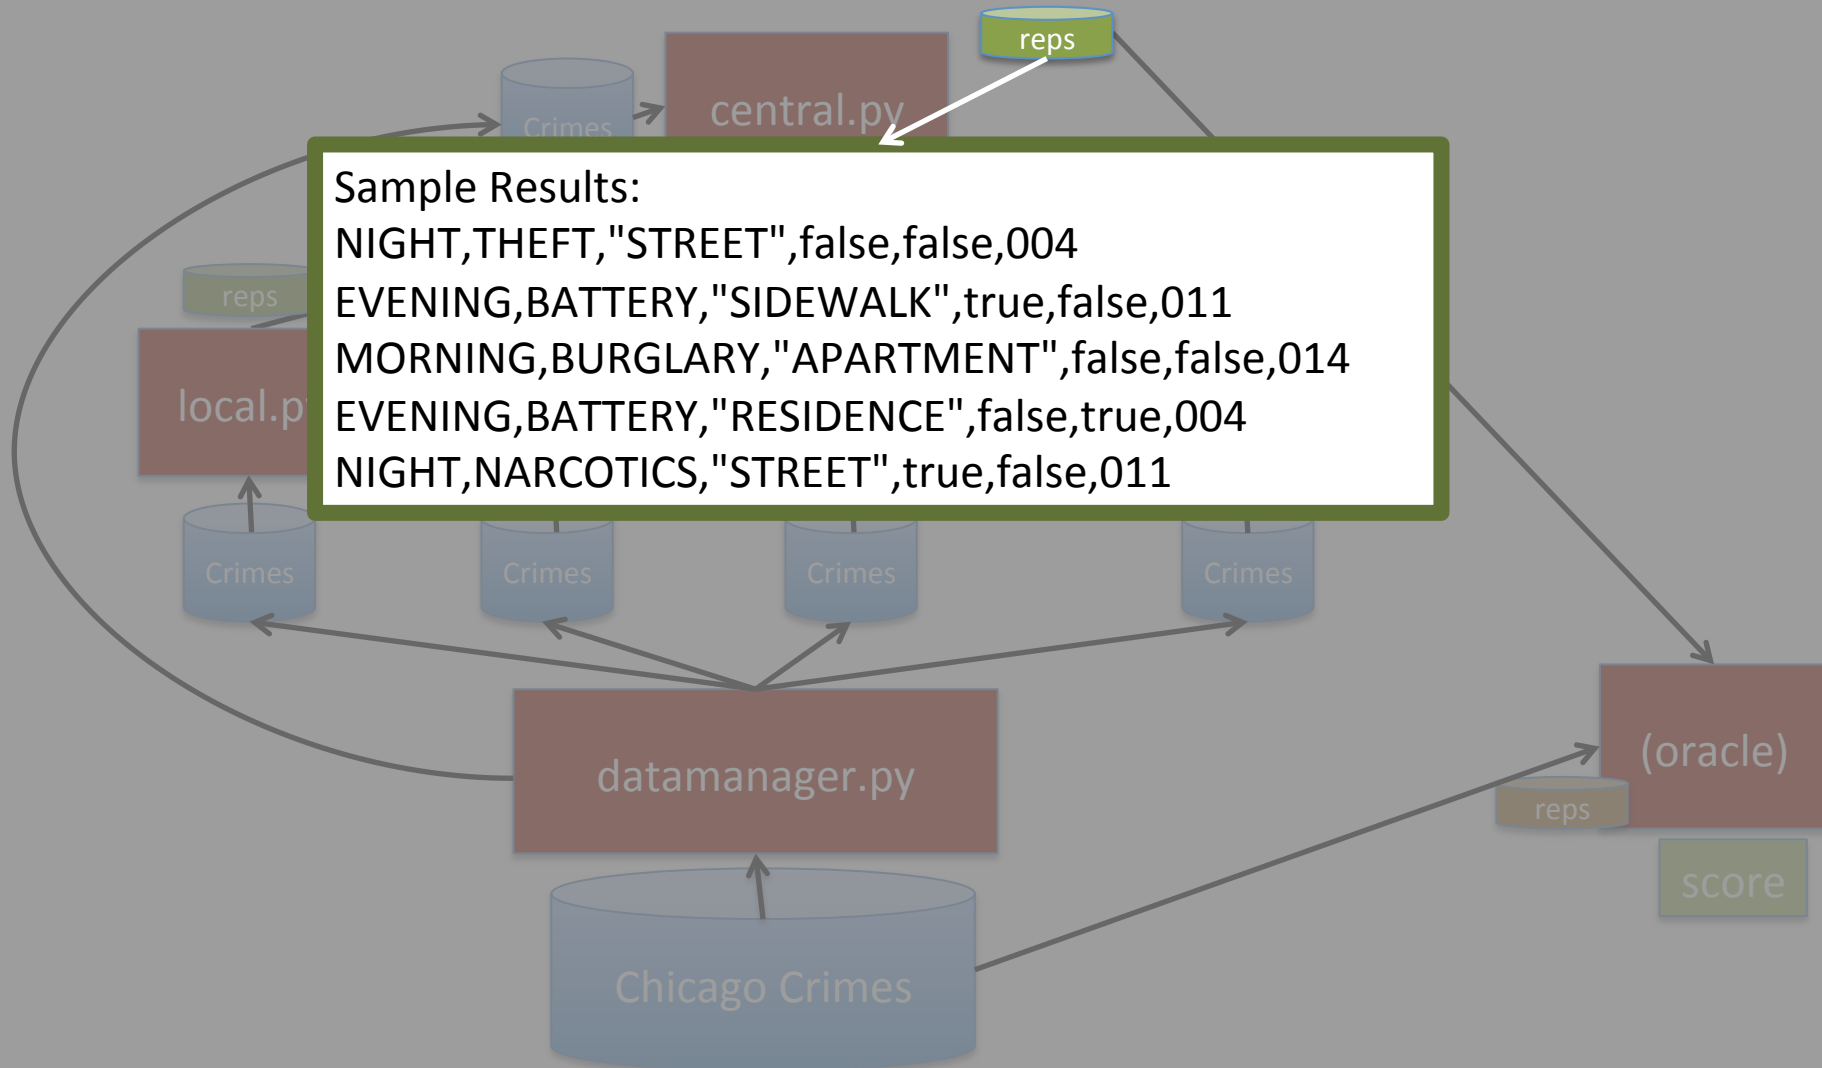 reps
central.py
Crimes
Sample Results:
NIGHT,THEFT,"STREET",false,false,004
EVENING,BATTERY,"SIDEWALK",true,false,011
MORNING,BURGLARY,"APARTMENT",false,false,014
EVENING,BATTERY,"RESIDENCE",false,true,004
NIGHT,NARCOTICS,"STREET",true,false,011
reps
local.py
Crimes
Crimes
Crimes
Crimes
datamanager.py
(oracle)
reps
score
Chicago Crimes